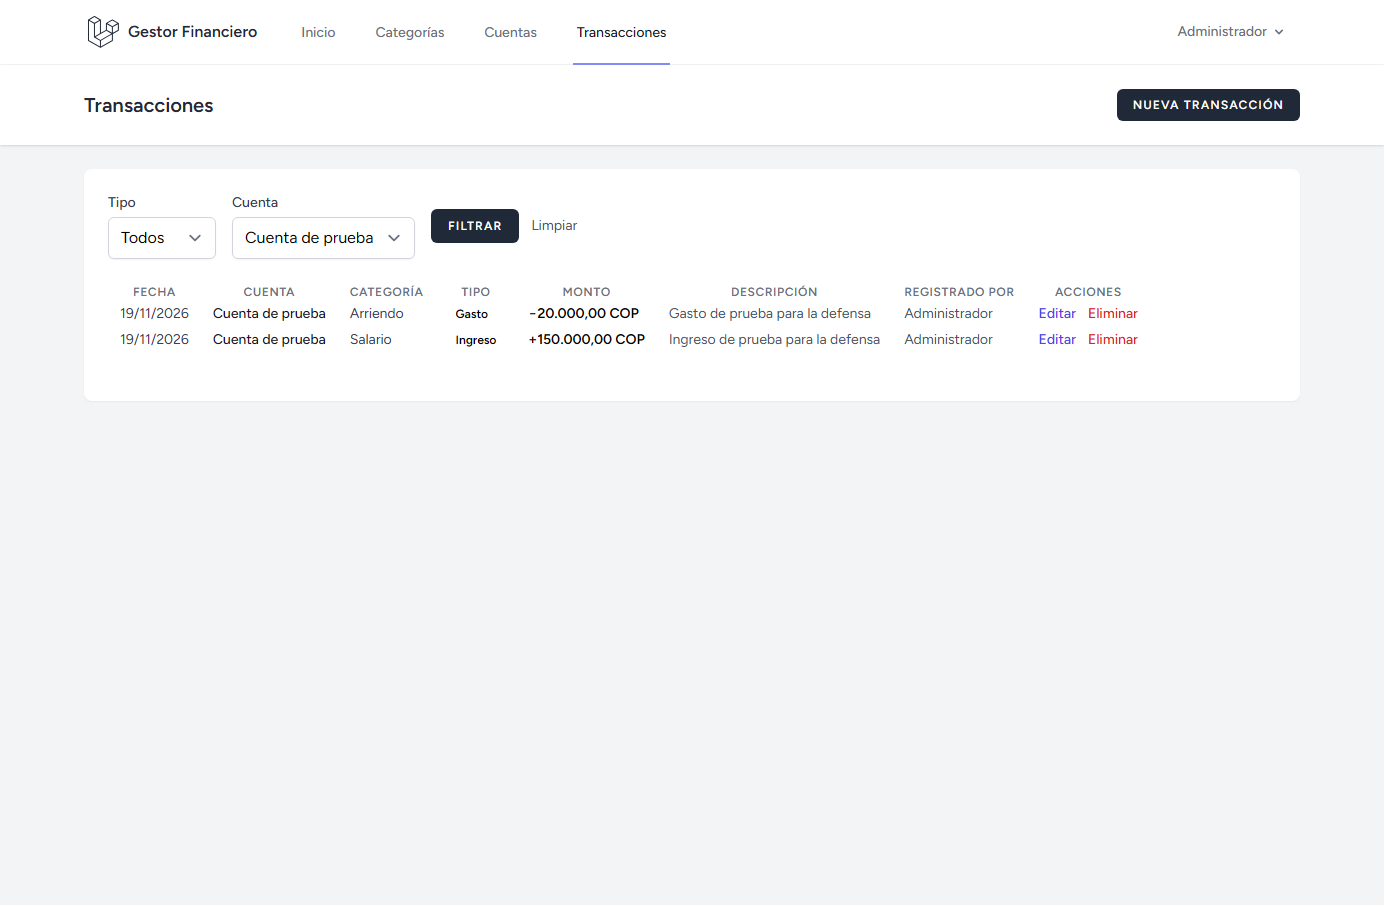 Gestor Financiero Inicio Categorías Cuentas Transacciones Administrador
Transacciones NUEVA TRANSACCIÓN
Tipo Cuenta
Todos Cuenta de prueba FILTRAR Limpiar
FECHA CUENTA CATEGORÍA TIPO MONTO DESCRIPCIÓN REGISTRADO POR ACCIONES
19/11/2026 Cuenta de prueba Arriendo Gasto −20.000,00 COP Gasto de prueba para la defensa Administrador Editar Eliminar
19/11/2026 Cuenta de prueba Salario Ingreso +150.000,00 COP Ingreso de prueba para la defensa Administrador Editar Eliminar